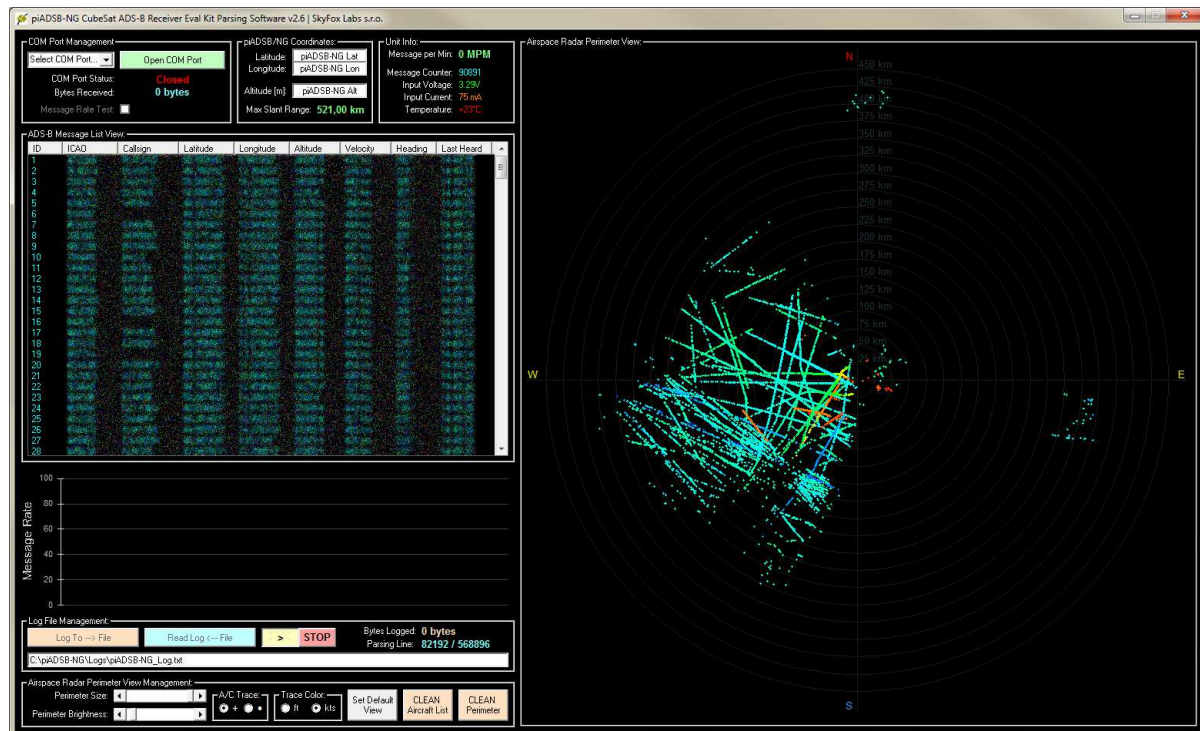 piADSB-NG CubeSat ADS-B Receiver Eval Kit Parsing Software v2.6 | SkyFox Labs s.r.o.
COM Port Management:
Select COM Port...
Open COM Port
COM Port Status: Closed
Bytes Received: 0 bytes
Message Rate Test:
piADSB/NG Coordinates:
Latitude: piADSB-NG Lat
Longitude: piADSB-NG Lon
Altitude [m]: piADSB-NG Alt
Max Slant Range: 521,00 km
Unit Info:
Message per Min: 0 MPM
Message Counter: 90891
Input Voltage: 3.29V
Input Current: 75 mA
Temperature: +23°C
ADS-B Message List View:
ID ICAO Callsign Latitude Longitude Altitude Velocity Heading Last Heard
1
2
3
4
5
6
7
8
9
10
11
12
13
14
15
16
17
18
19
20
21
22
23
24
25
26
27
28
Message Rate
100
80
60
40
20
0
Log File Management:
Log To ---> File
Read Log <--- File
>
STOP
Bytes Logged: 0 bytes
Parsing Line: 82192 / 568896
C:\piADSB-NG\Logs\piADSB-NG_Log.txt
Airspace Radar Perimeter View Management:
Perimeter Size:
Perimeter Brightness:
A/C Trace:
+ •
Trace Color:
ft kts
Set Default View
CLEAN Aircraft List
CLEAN Perimeter
Airspace Radar Perimeter View:
N
450 km
425 km
400 km
375 km
350 km
325 km
300 km
275 km
250 km
225 km
200 km
175 km
150 km
125 km
100 km
75 km
50 km
25 km
W
E
S